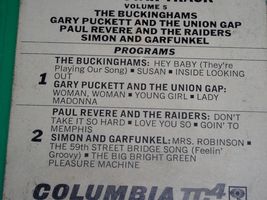 VOLUME 5
THE BUCKINGHAMS
GARY PUCKETT AND THE UNION GAP
PAUL REVERE AND THE RAIDERS
SIMON AND GARFUNKEL
PROGRAMS
1 THE BUCKINGHAMS: HEY BABY (They're
Playing Our Song) ■ SUSAN ■ INSIDE LOOKING
OUT
GARY PUCKETT AND THE UNION GAP:
WOMAN, WOMAN ■ YOUNG GIRL ■ LADY
MADONNA
2 PAUL REVERE AND THE RAIDERS: DON'T
TAKE IT SO HARD ■ LOVE YOU SO ■ GOIN' TO
MEMPHIS
SIMON AND GARFUNKEL: MRS. ROBINSON ■
THE 59th STREET BRIDGE SONG (Feelin'
Groovy) ■ THE BIG BRIGHT GREEN
PLEASURE MACHINE
COLUMBIA